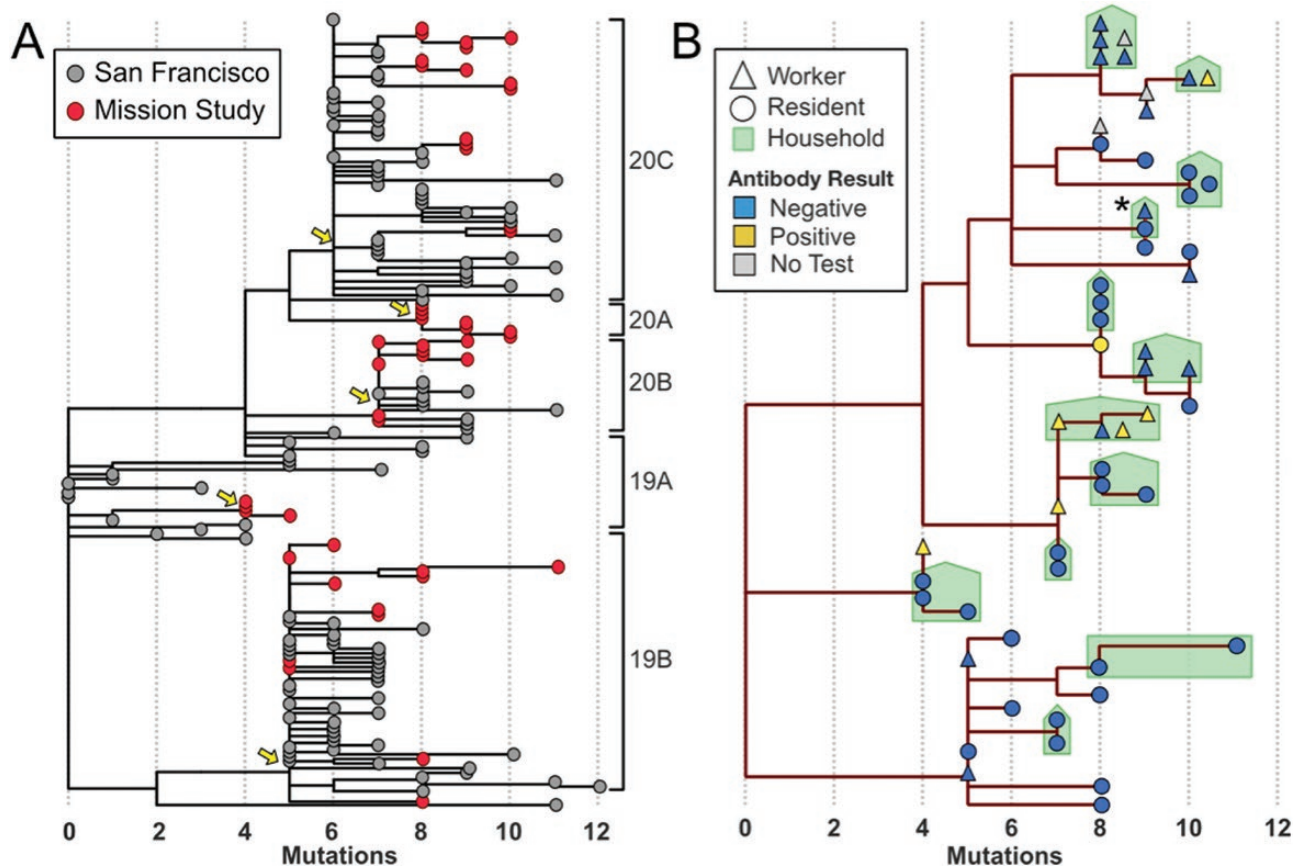 A
San Francisco
Mission Study
20C
20A
20B
19A
19B
0 2 4 6 8 10 12
Mutations
B
Worker
Resident
Household
Antibody Result
Negative
Positive
No Test
*
0 2 4 6 8 10 12
Mutations